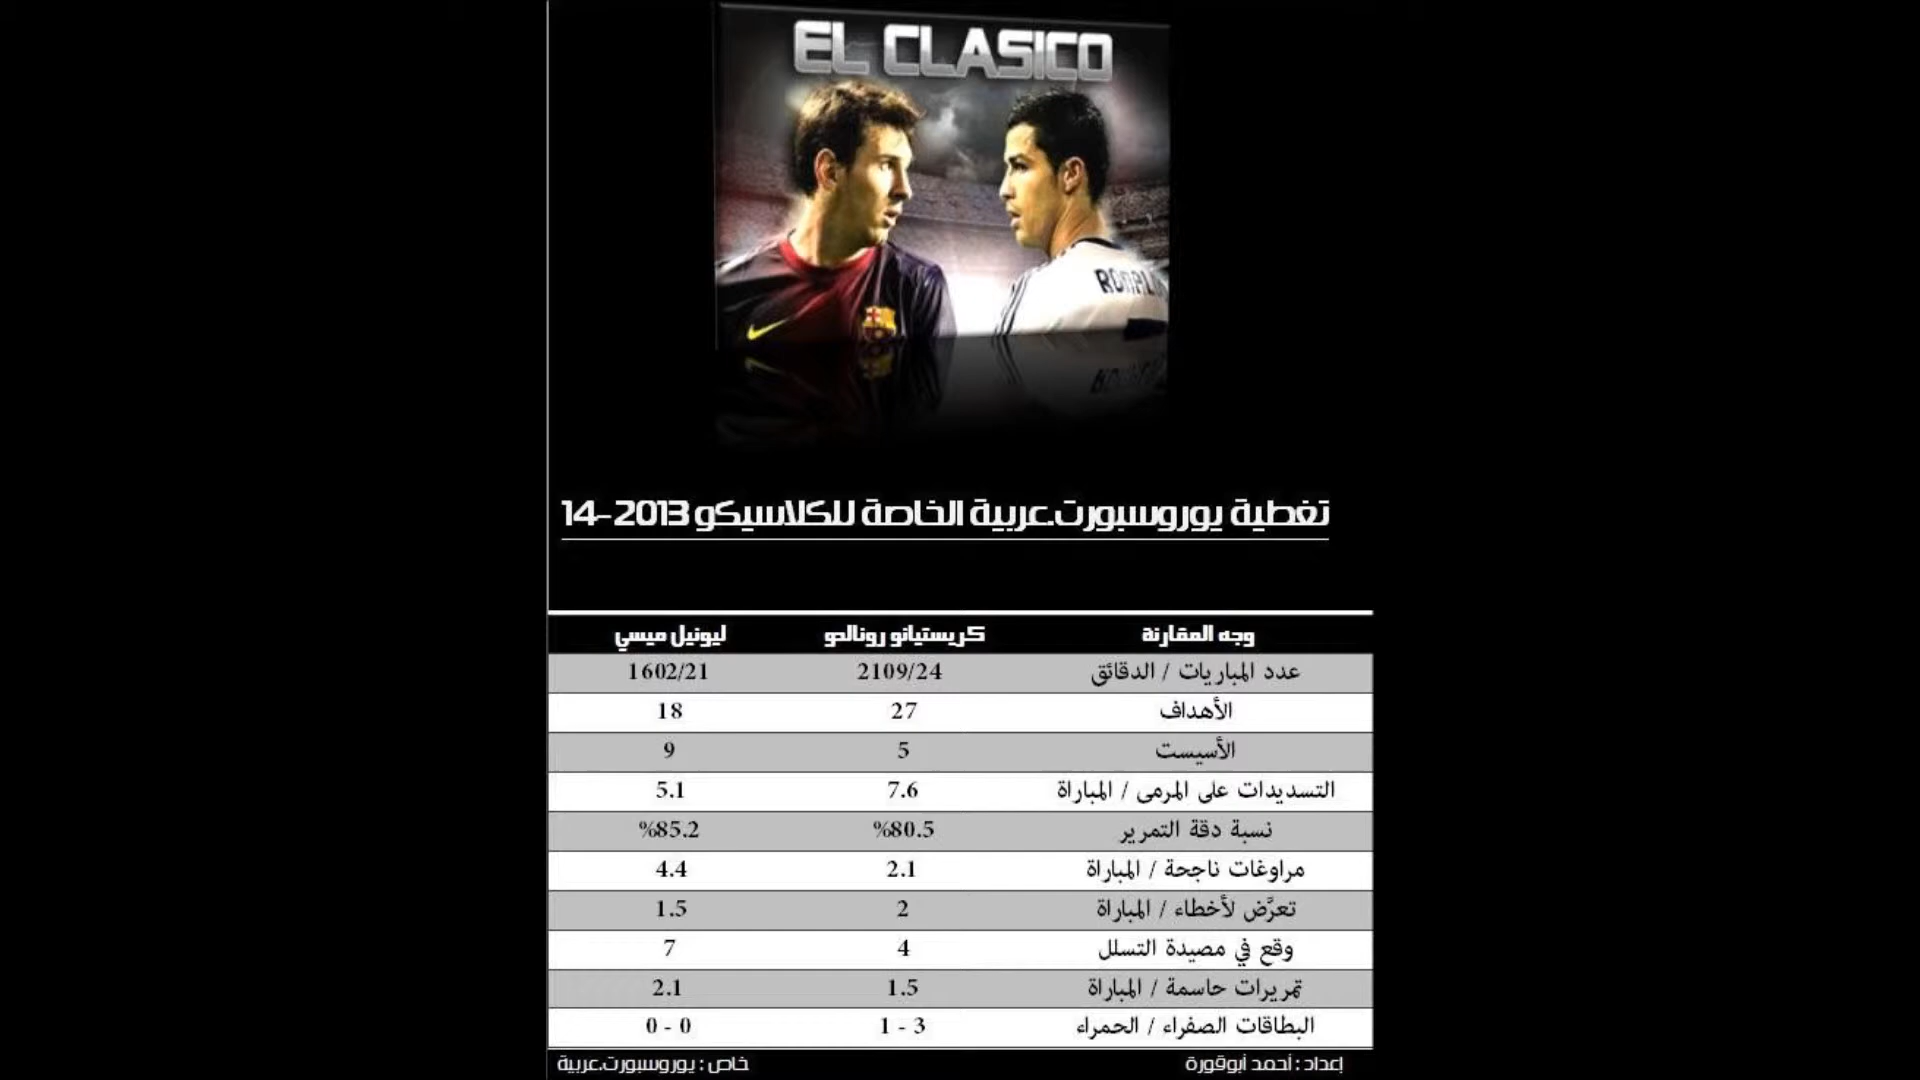 EL CLASICO
تغطية يوروسبورت.عربية الخاصة للكلاسيكو 2013-14
وجه المقارنة كريستيانو رونالدو ليونيل ميسي
عدد المباريات / الدقائق 2109/24 1602/21
الأهداف 27 18
الأسيست 5 9
التسديدات على المرمى / المباراة 7.6 5.1
نسبة دقة التمرير %80.5 %85.2
مراوغات ناجحة / المباراة 2.1 4.4
تعرَّض لأخطاء / المباراة 2 1.5
وقع في مصيدة التسلل 4 7
تمريرات حاسمة / المباراة 1.5 2.1
البطاقات الصفراء / الحمراء 1 - 3 0 - 0
إعداد : أحمد أبوقورة خاص : يوروسبورت.عربية